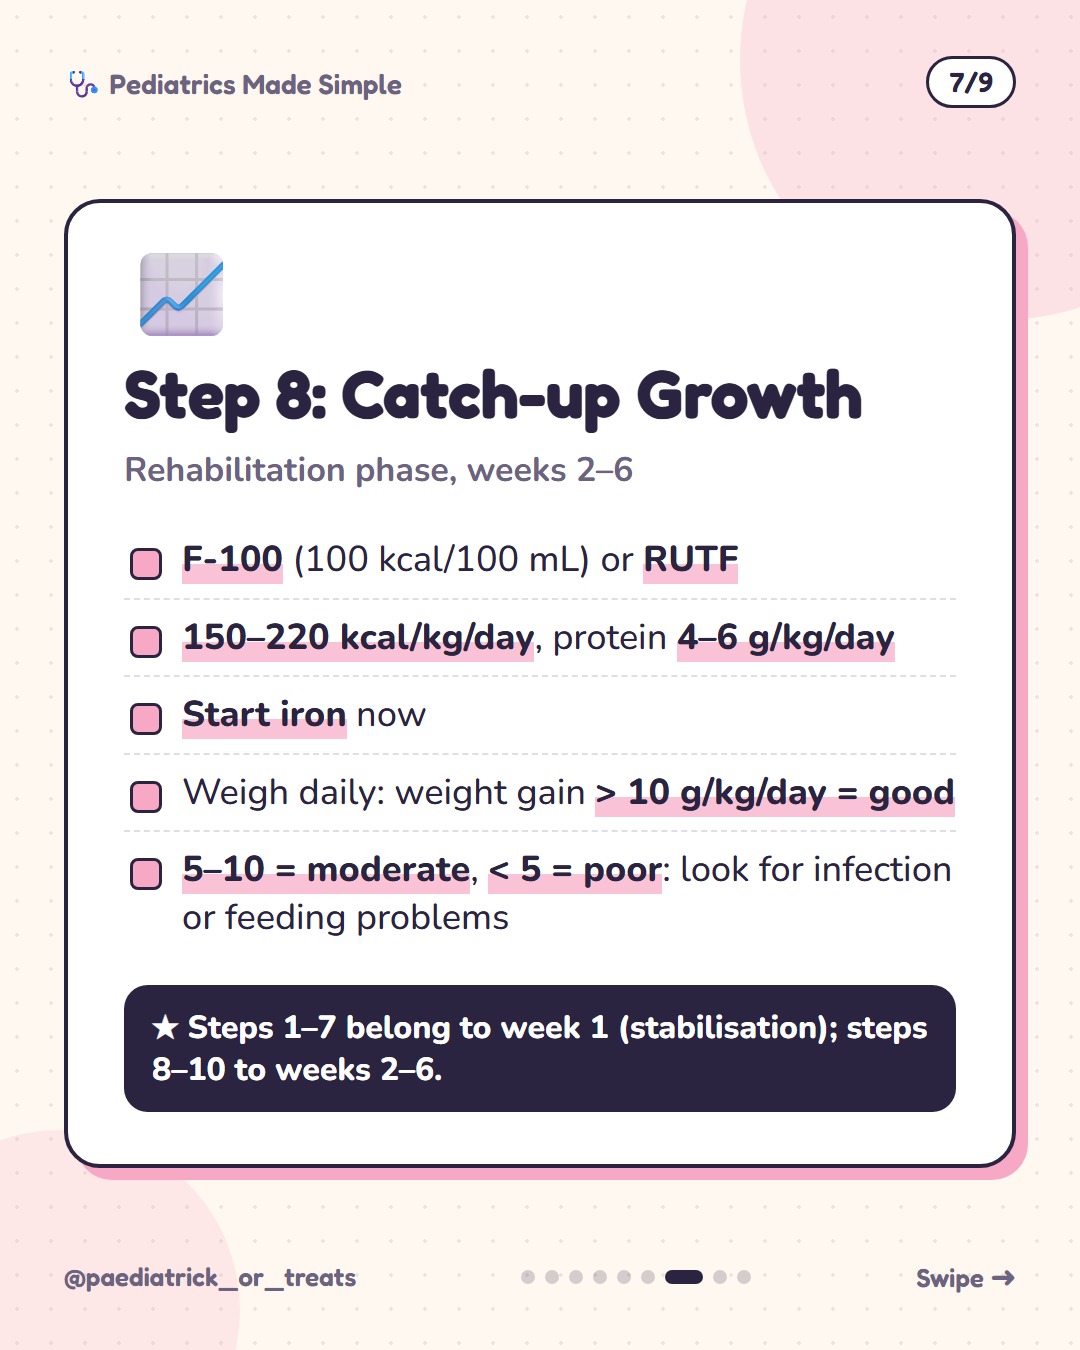 Pediatrics Made Simple
7/9
Step 8: Catch-up Growth
Rehabilitation phase, weeks 2–6
F-100 (100 kcal/100 mL) or RUTF
150–220 kcal/kg/day, protein 4–6 g/kg/day
Start iron now
Weigh daily: weight gain > 10 g/kg/day = good
5–10 = moderate, < 5 = poor: look for infection
or feeding problems
★ Steps 1–7 belong to week 1 (stabilisation); steps
8–10 to weeks 2–6.
@paediatrick_or_treats
Swipe →